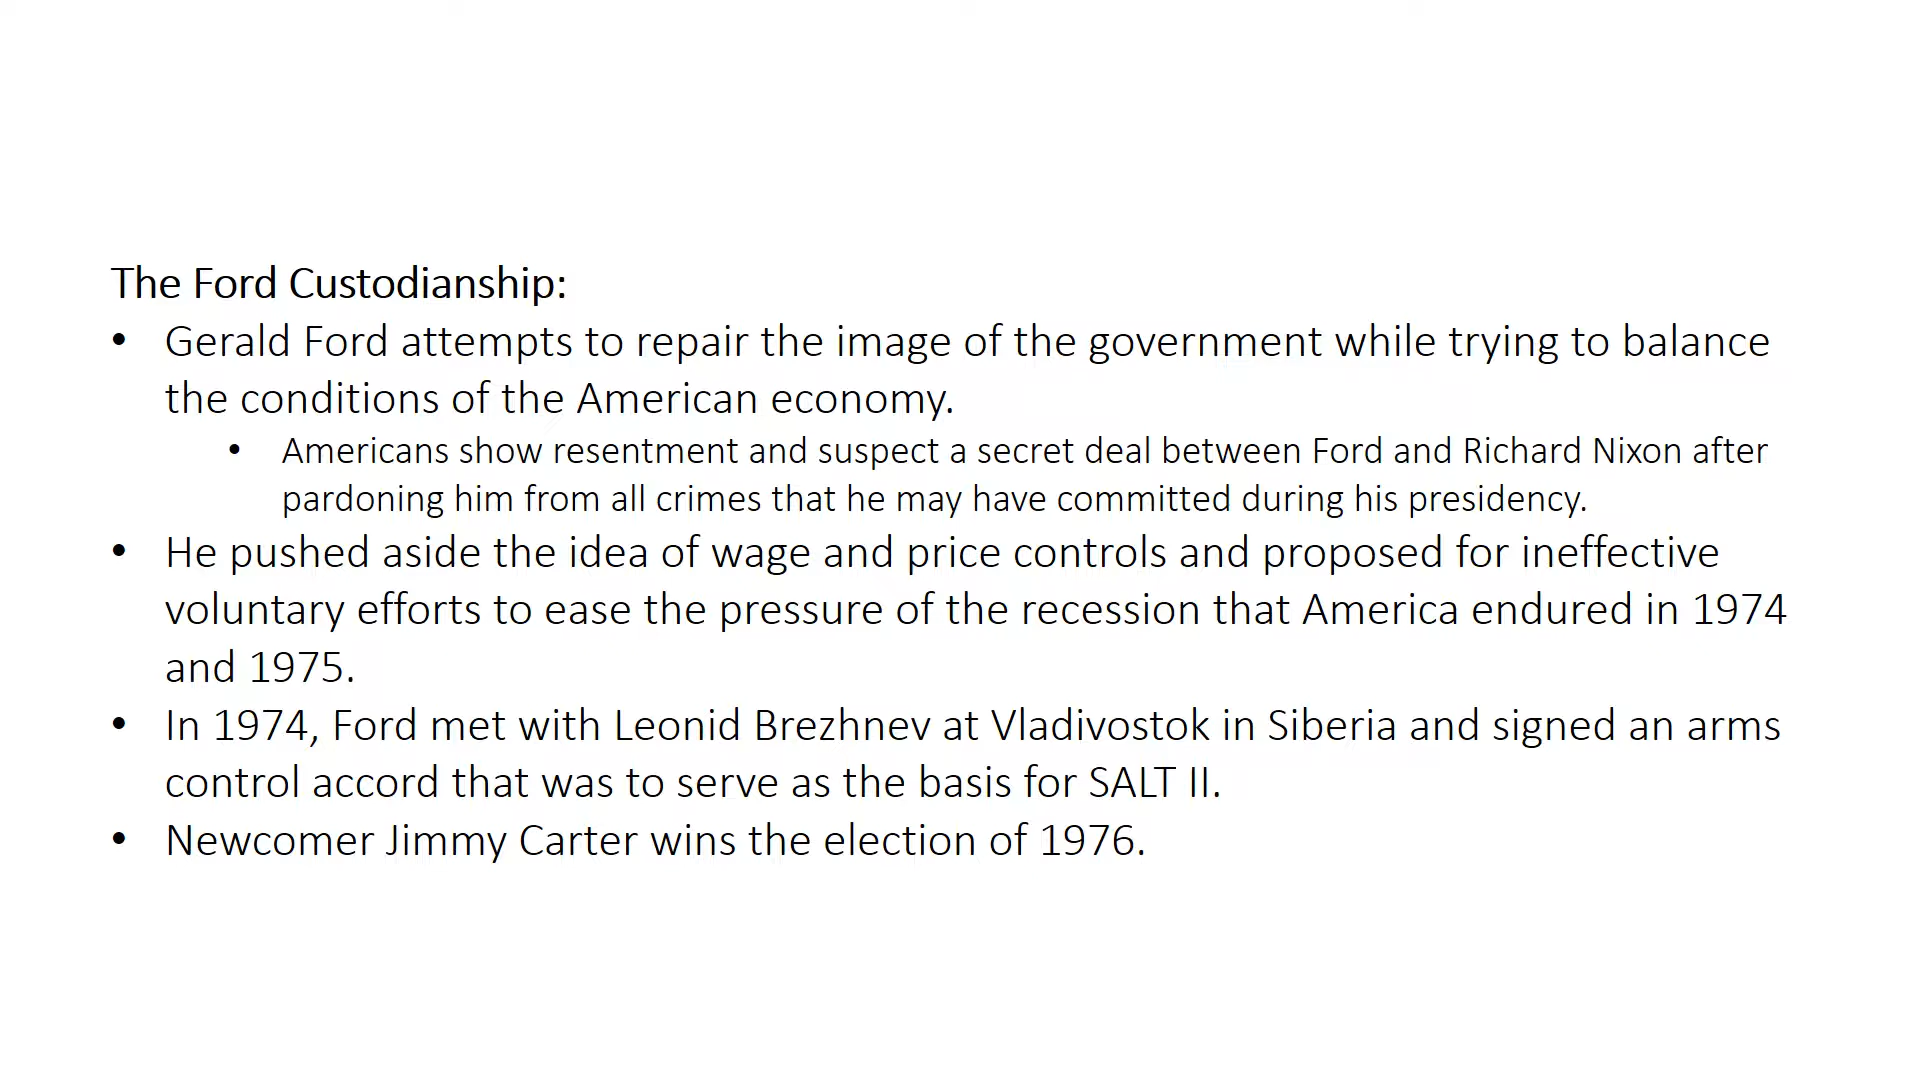 The Ford Custodianship:
• Gerald Ford attempts to repair the image of the government while trying to balance
the conditions of the American economy.
• Americans show resentment and suspect a secret deal between Ford and Richard Nixon after
pardoning him from all crimes that he may have committed during his presidency.
• He pushed aside the idea of wage and price controls and proposed for ineffective
voluntary efforts to ease the pressure of the recession that America endured in 1974
and 1975.
• In 1974, Ford met with Leonid Brezhnev at Vladivostok in Siberia and signed an arms
control accord that was to serve as the basis for SALT II.
• Newcomer Jimmy Carter wins the election of 1976.